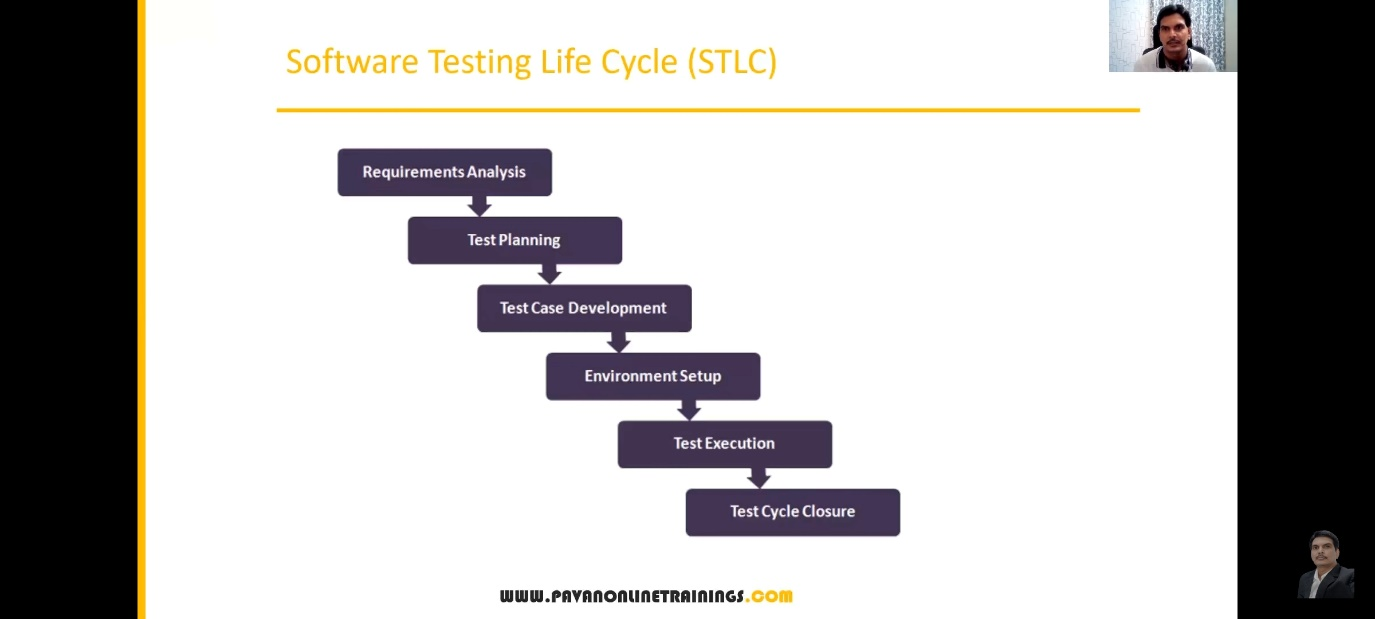 Software Testing Life Cycle (STLC)
Requirements Analysis
Test Planning
Test Case Development
Environment Setup
Test Execution
Test Cycle Closure
WWW.PAVANONLINETRAININGS.COM